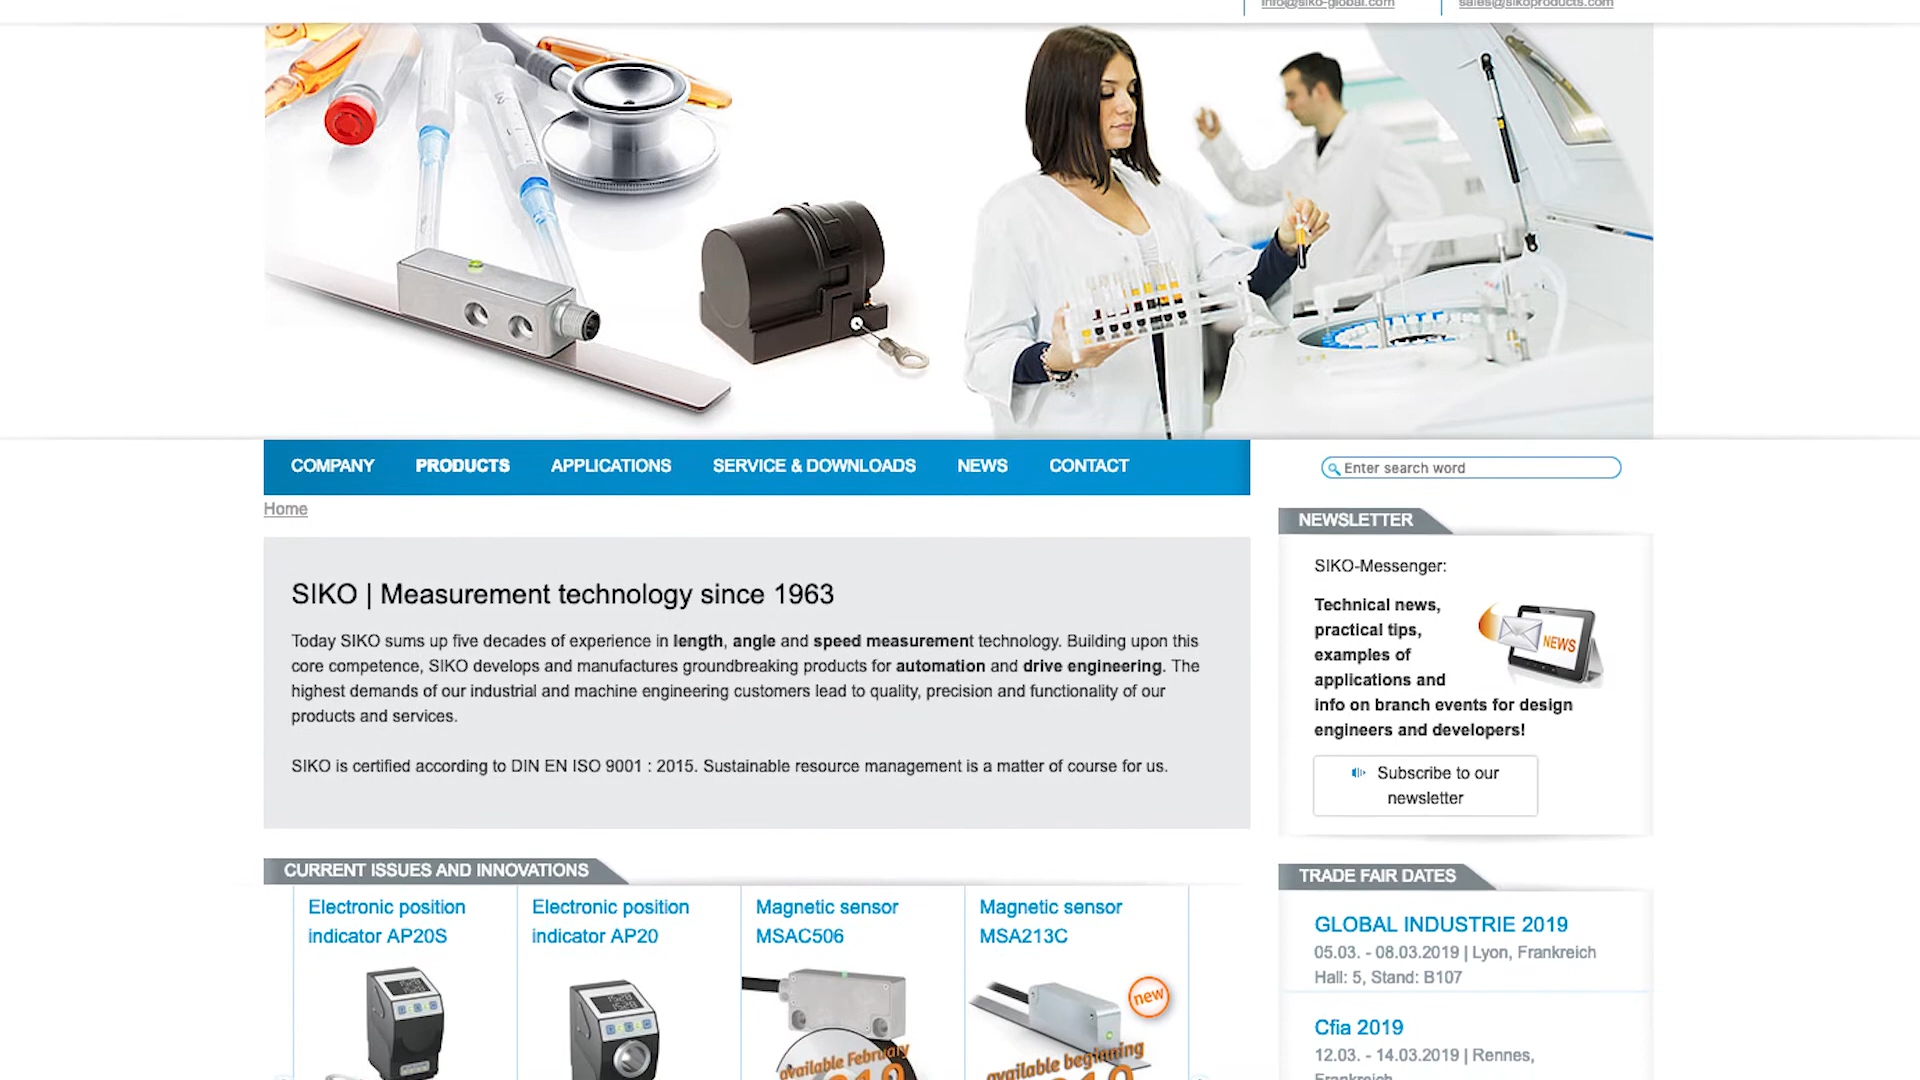 info@siko-global.com
sales@sikoproducts.com
COMPANY
PRODUCTS
APPLICATIONS
SERVICE & DOWNLOADS
NEWS
CONTACT
Enter search word
Home
SIKO | Measurement technology since 1963
Today SIKO sums up five decades of experience in length, angle and speed measurement technology. Building upon this
core competence, SIKO develops and manufactures groundbreaking products for automation and drive engineering. The
highest demands of our industrial and machine engineering customers lead to quality, precision and functionality of our
products and services.
SIKO is certified according to DIN EN ISO 9001 : 2015. Sustainable resource management is a matter of course for us.
NEWSLETTER
SIKO-Messenger:
Technical news,
practical tips,
examples of
applications and
info on branch events for design
engineers and developers!
NEWS
Subscribe to our
newsletter
CURRENT ISSUES AND INNOVATIONS
Electronic position
indicator AP20S
Electronic position
indicator AP20
Magnetic sensor
MSAC506
available February
Magnetic sensor
MSA213C
new
available beginning
TRADE FAIR DATES
GLOBAL INDUSTRIE 2019
05.03. - 08.03.2019 | Lyon, Frankreich
Hall: 5, Stand: B107
Cfia 2019
12.03. - 14.03.2019 | Rennes,
Frankreich